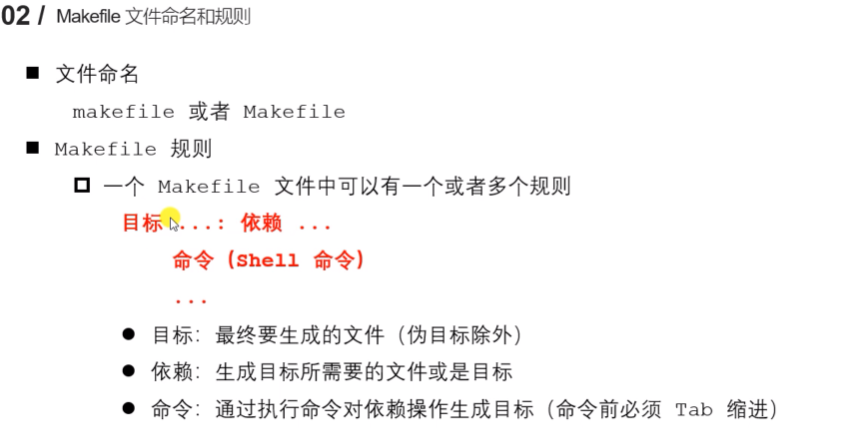 02 / Makefile 文件命名和规则
文件命名
makefile 或者 Makefile
Makefile 规则
一个 Makefile 文件中可以有一个或者多个规则
目标 ...: 依赖 ...
命令（Shell 命令）
...
目标：最终要生成的文件（伪目标除外）
依赖：生成目标所需要的文件或是目标
命令：通过执行命令对依赖操作生成目标（命令前必须 Tab 缩进）